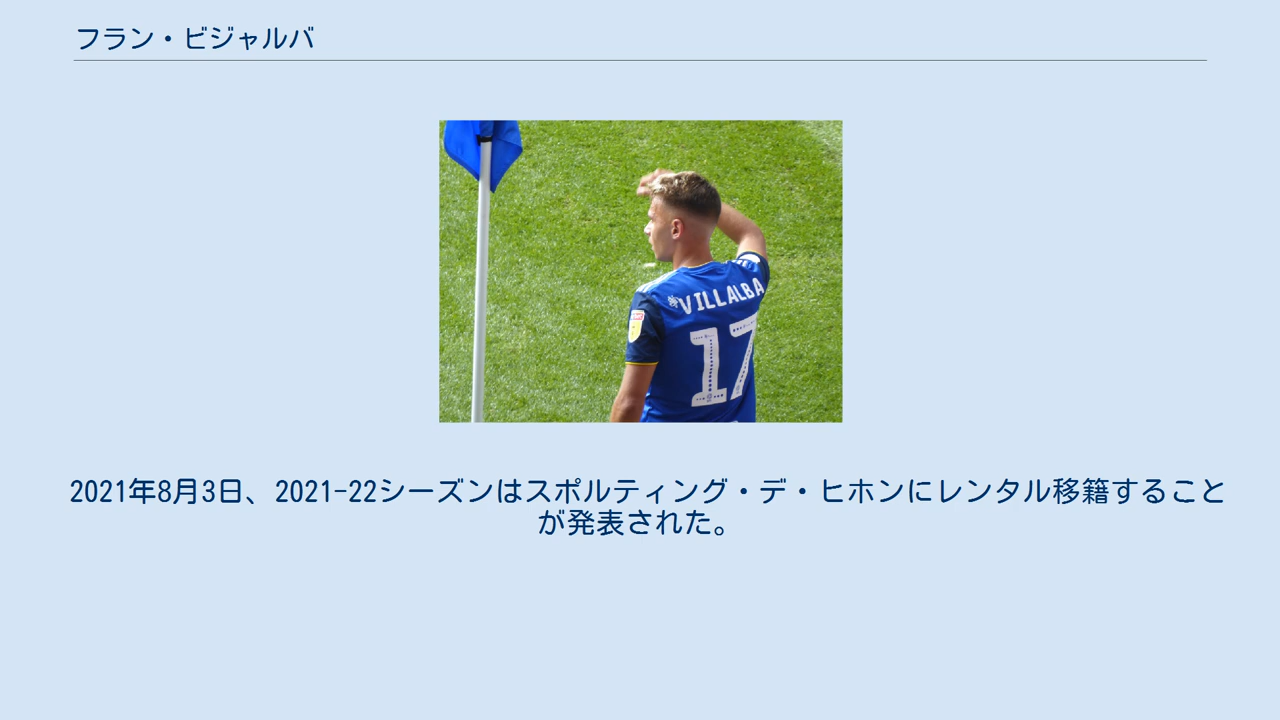 フラン・ビジャルバ
VILLALBA
17
2021年8月3日、2021-22シーズンはスポルティング・デ・ヒホンにレンタル移籍すること
が発表された。